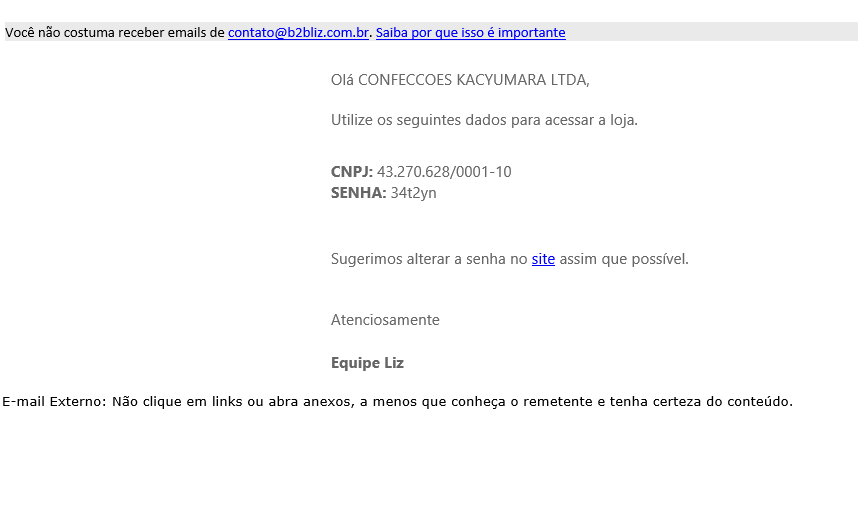 Você não costuma receber emails de contato@b2bliz.com.br. Saiba por que isso é importante
Olá CONFECCOES KACYUMARA LTDA,
Utilize os seguintes dados para acessar a loja.
CNPJ: 43.270.628/0001-10
SENHA: 34t2yn
Sugerimos alterar a senha no site assim que possível.
Atenciosamente
Equipe Liz
E-mail Externo: Não clique em links ou abra anexos, a menos que conheça o remetente e tenha certeza do conteúdo.